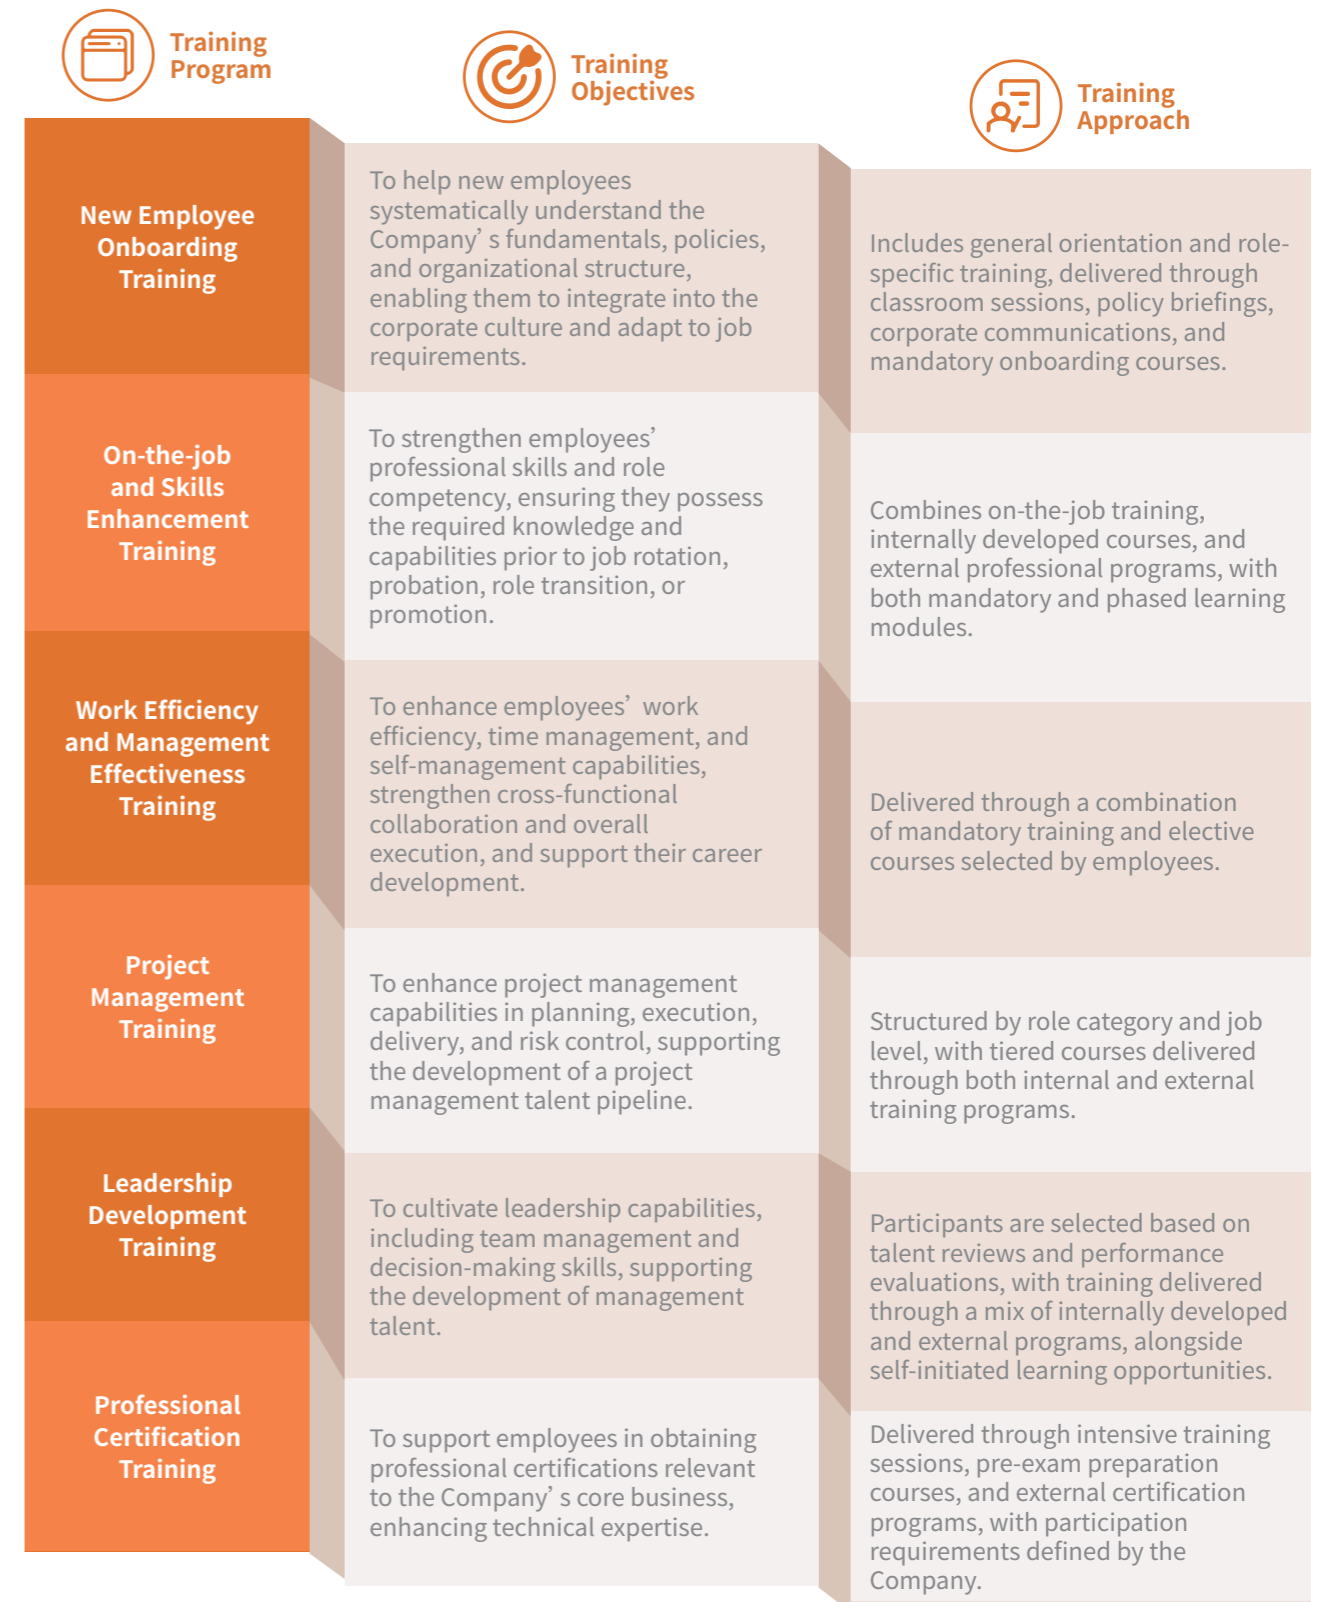 Training
Program
Training
Objectives
Training
Approach
New Employee
Onboarding
Training
To help new employees
systematically understand the
Company’ s fundamentals, policies,
and organizational structure,
enabling them to integrate into the
corporate culture and adapt to job
requirements.
Includes general orientation and role-
specific training, delivered through
classroom sessions, policy briefings,
corporate communications, and
mandatory onboarding courses.
On-the-job
and Skills
Enhancement
Training
To strengthen employees’
professional skills and role
competency, ensuring they possess
the required knowledge and
capabilities prior to job rotation,
probation, role transition, or
promotion.
Combines on-the-job training,
internally developed courses, and
external professional programs, with
both mandatory and phased learning
modules.
Work Efficiency
and Management
Effectiveness
Training
To enhance employees’ work
efficiency, time management, and
self-management capabilities,
strengthen cross-functional
collaboration and overall
execution, and support their career
development.
Delivered through a combination
of mandatory training and elective
courses selected by employees.
Project
Management
Training
To enhance project management
capabilities in planning, execution,
delivery, and risk control, supporting
the development of a project
management talent pipeline.
Structured by role category and job
level, with tiered courses delivered
through both internal and external
training programs.
Leadership
Development
Training
To cultivate leadership capabilities,
including team management and
decision-making skills, supporting
the development of management
talent.
Participants are selected based on
talent reviews and performance
evaluations, with training delivered
through a mix of internally developed
and external programs, alongside
self-initiated learning opportunities.
Professional
Certification
Training
To support employees in obtaining
professional certifications relevant
to the Company’ s core business,
enhancing technical expertise.
Delivered through intensive training
sessions, pre-exam preparation
courses, and external certification
programs, with participation
requirements defined by the
Company.